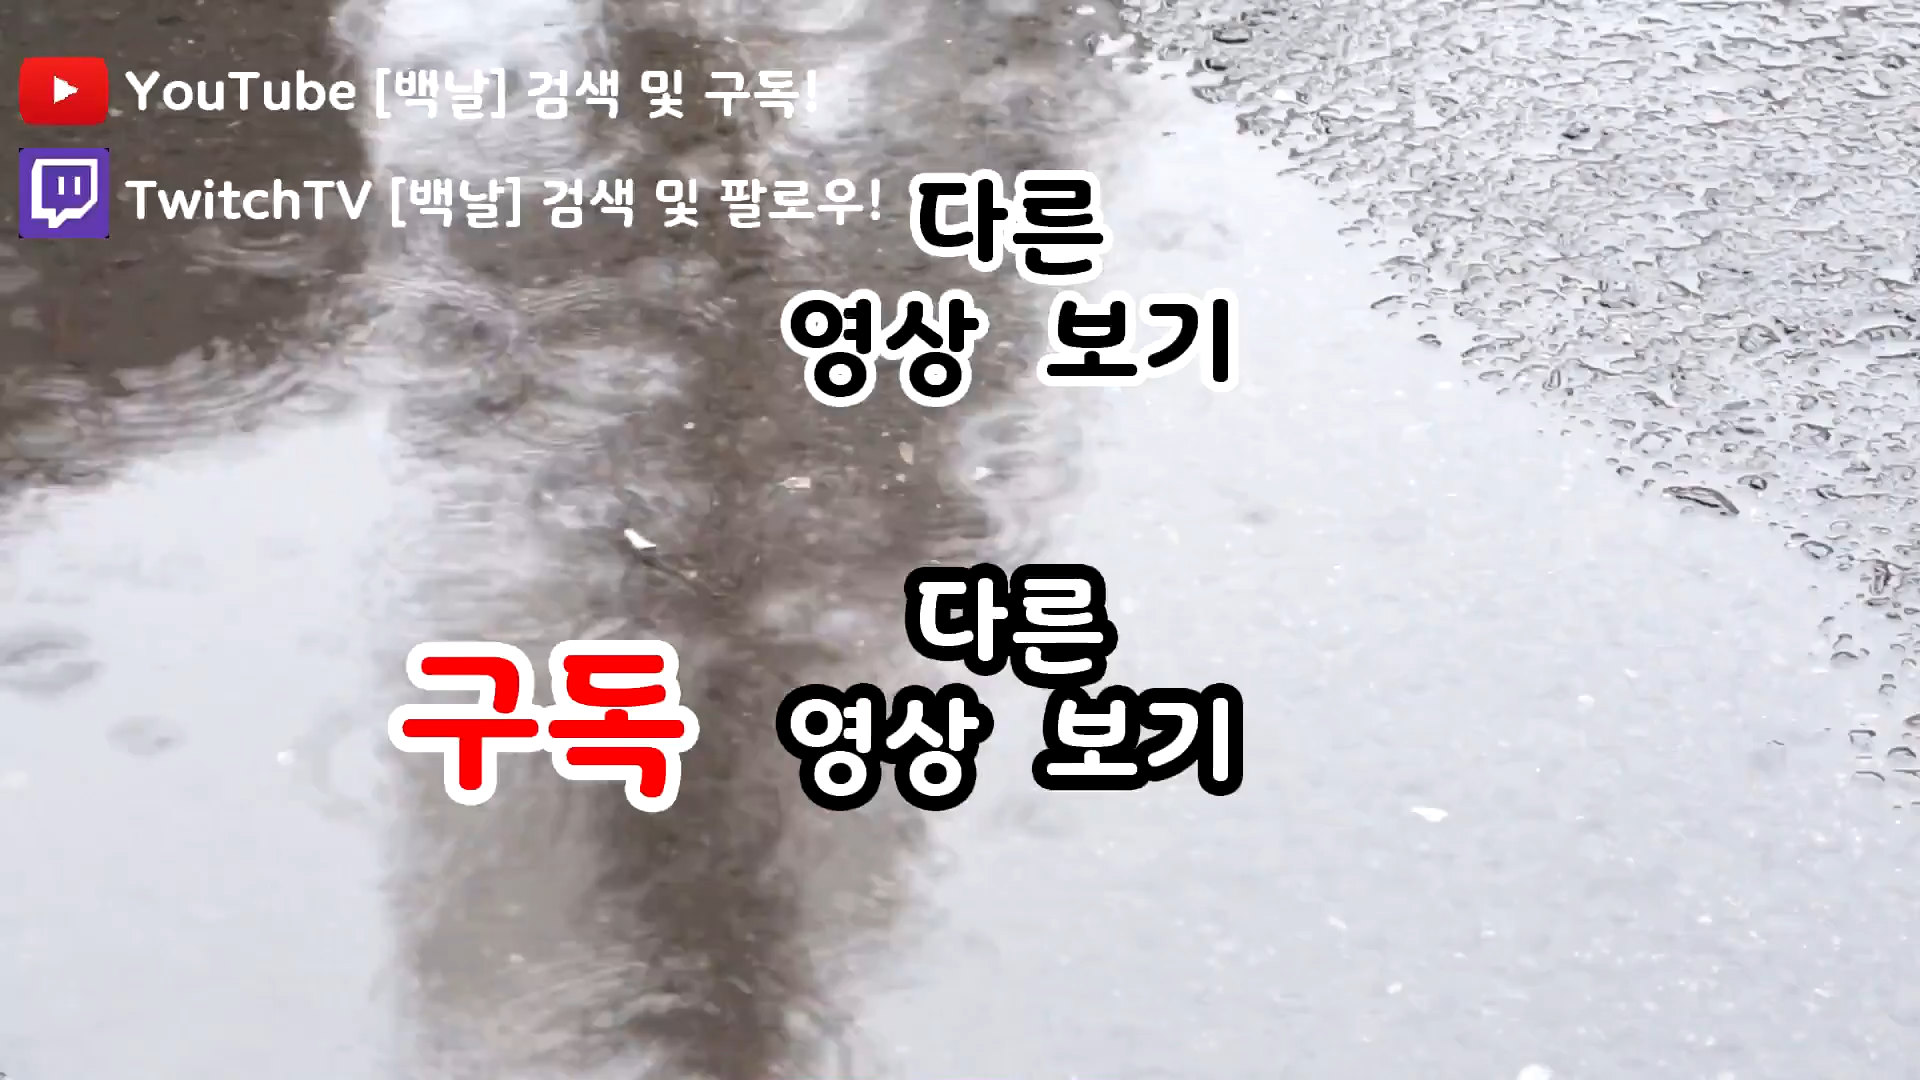 YouTube [백날] 검색 및 구독!
TwitchTV [백날] 검색 및 팔로우!
다른
영상 보기
구독
다른
영상 보기